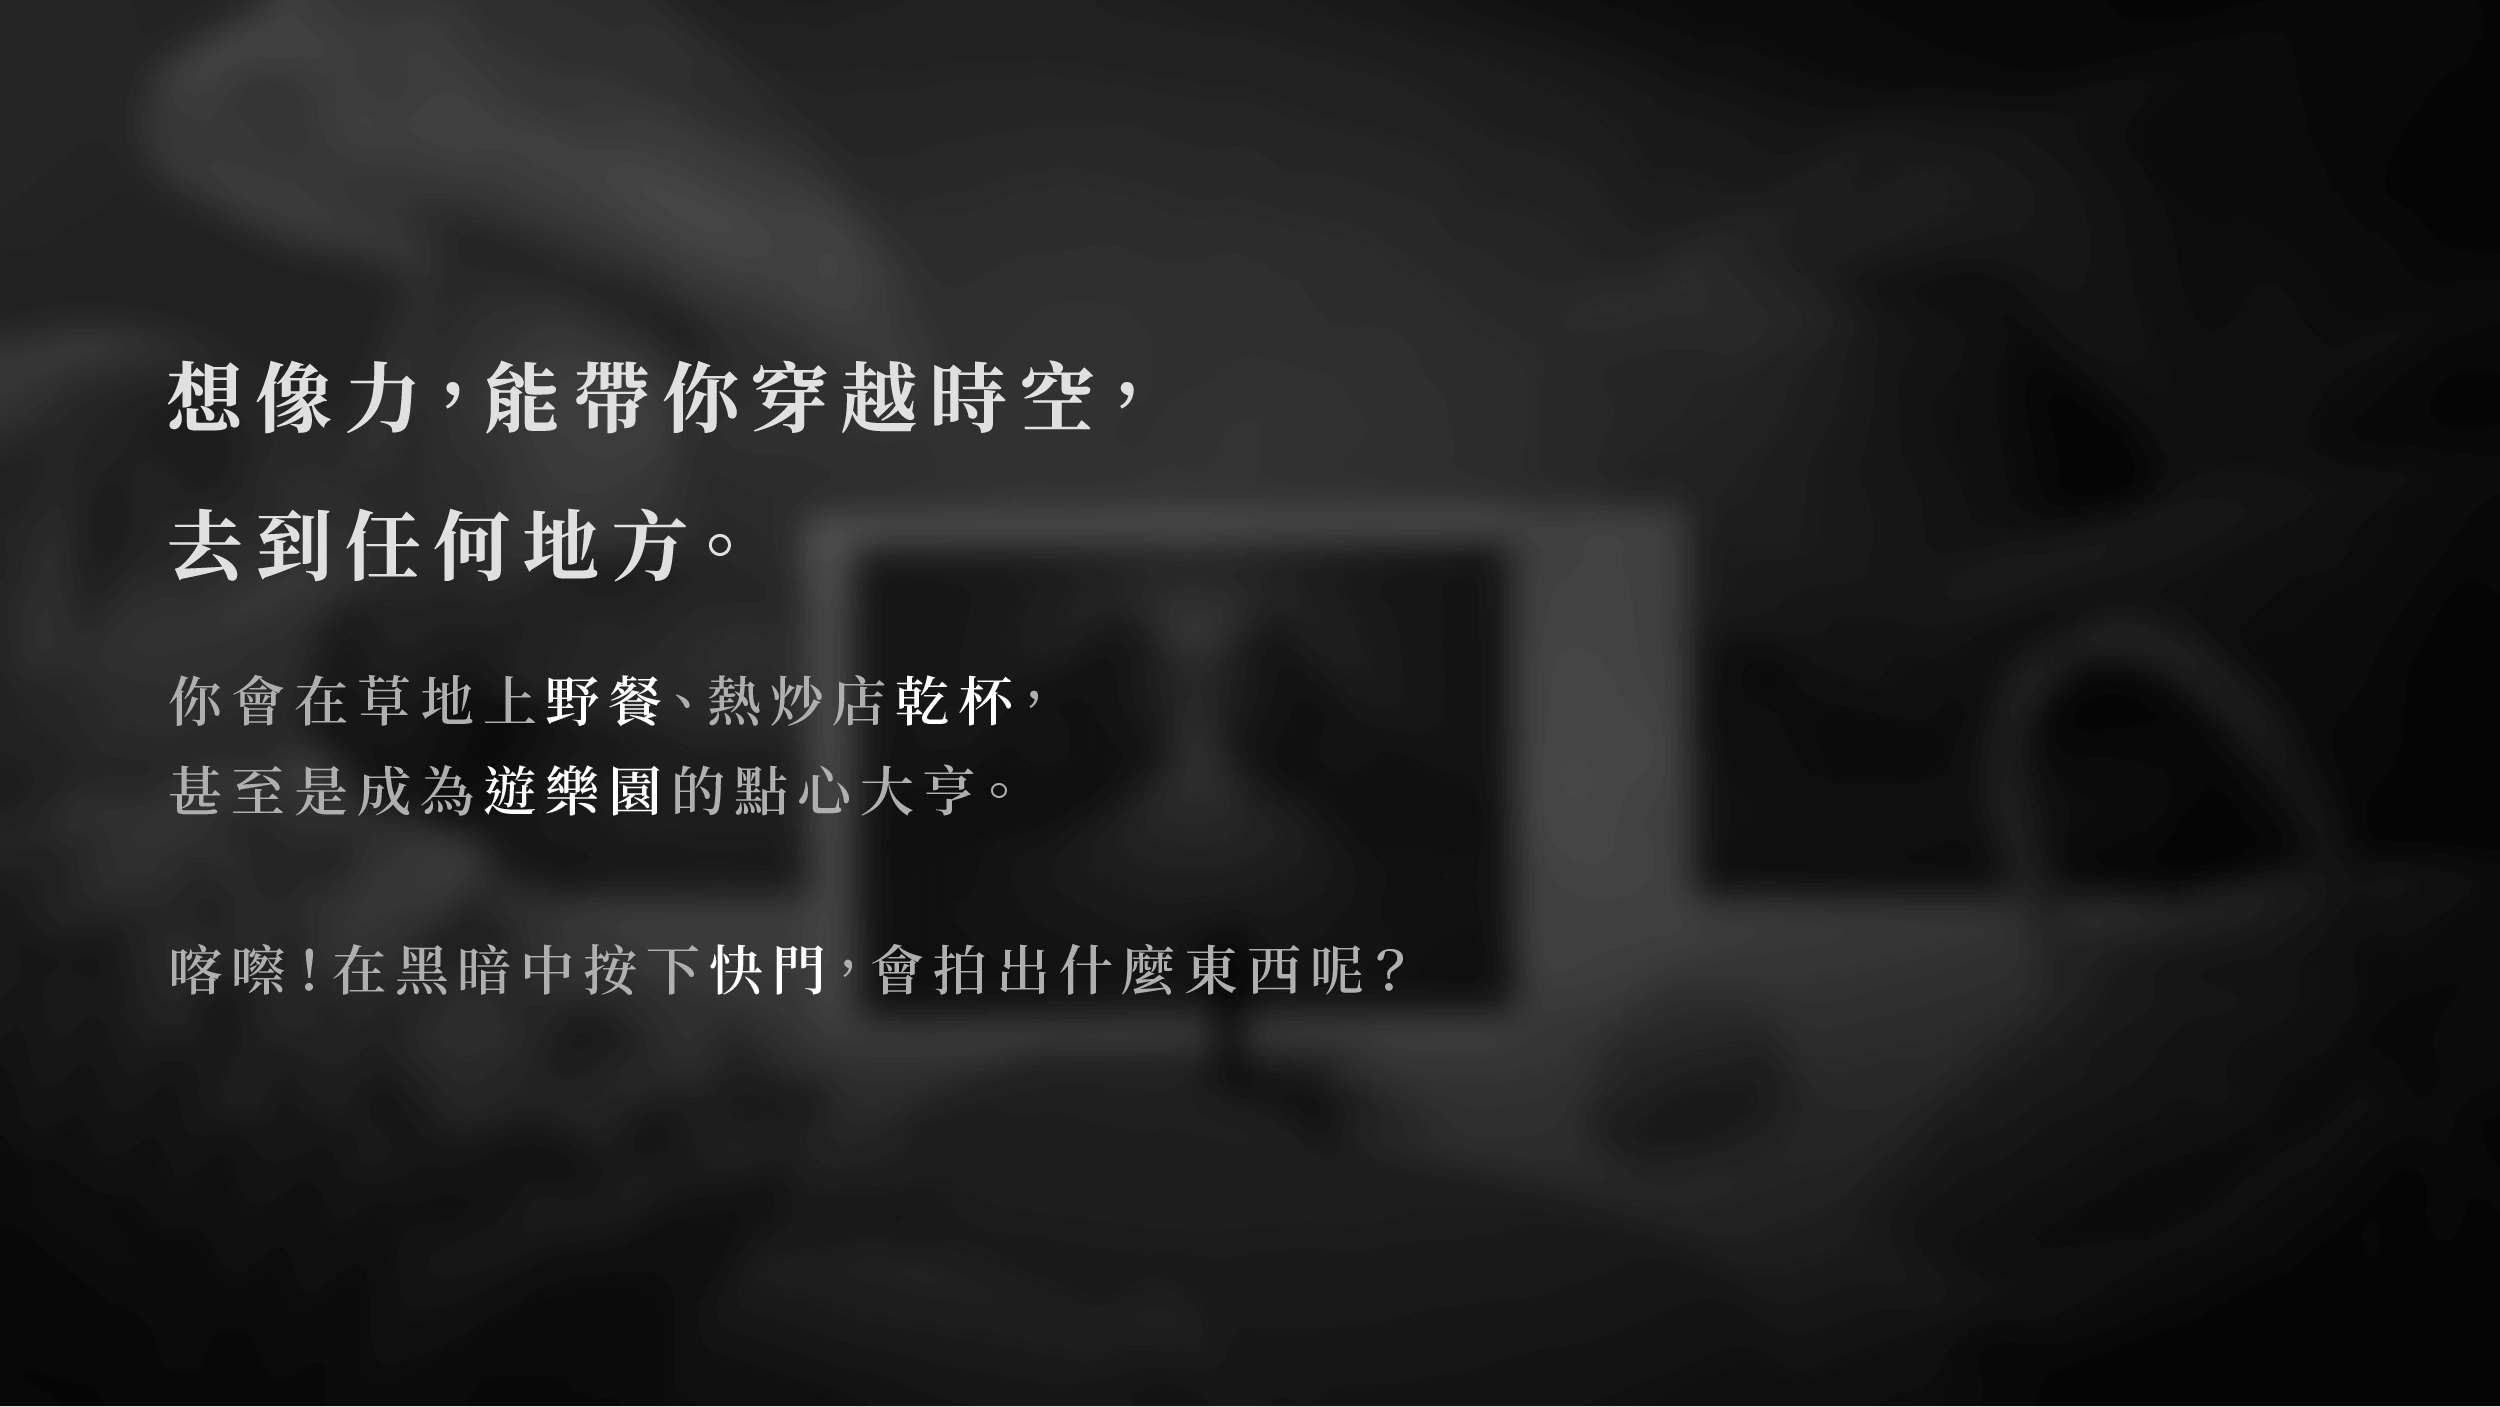 想像力，能帶你穿越時空，
去到任何地方。
你會在草地上野餐、熱炒店乾杯，
甚至是成為遊樂園的點心大亨。
喀嚓！在黑暗中按下快門，會拍出什麼東西呢？